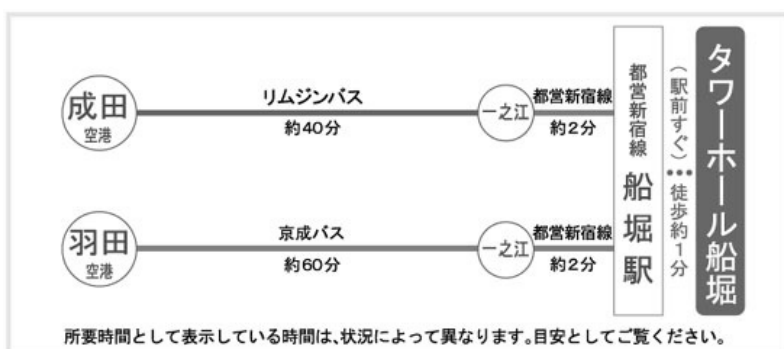 成田
空港
リムジンバス
約40分
一之江
都営新宿線
約2分
羽田
空港
京成バス
約60分
一之江
都営新宿線
約2分
都営新宿線 船堀駅
(駅前すぐ)•••徒歩約1分
タワーホール船堀
所要時間として表示している時間は、状況によって異なります。目安としてご覧ください。